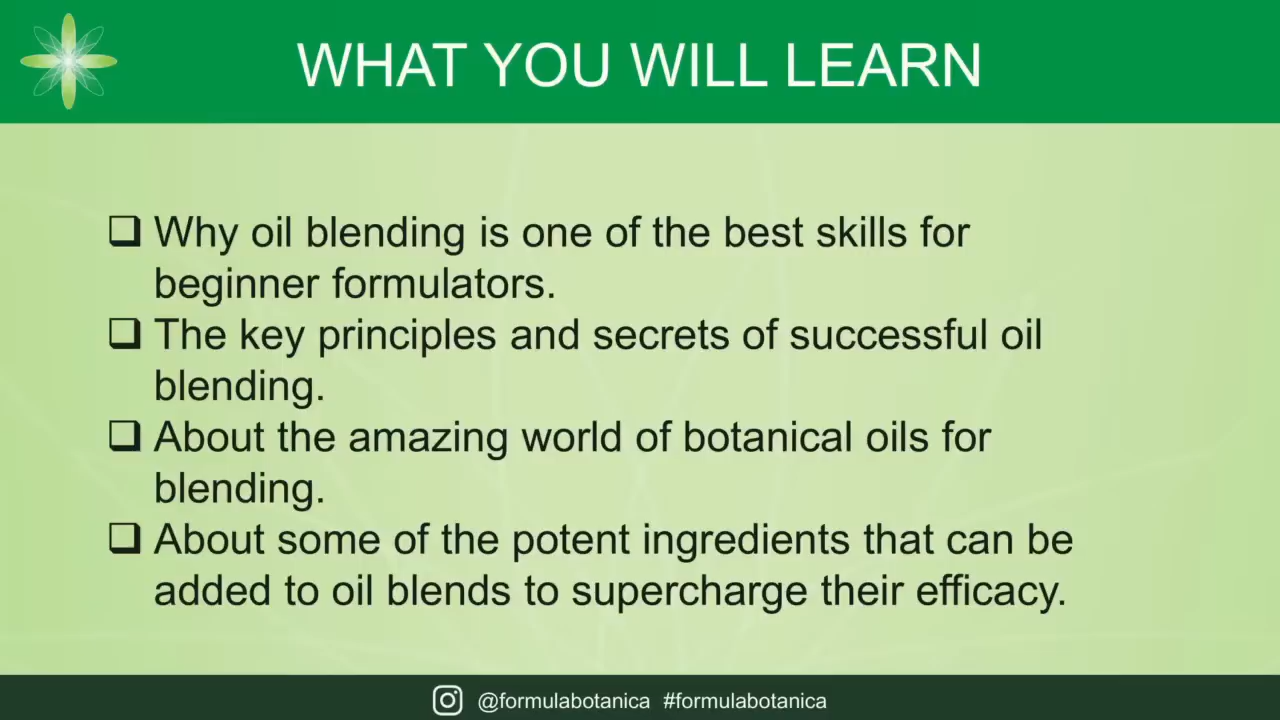 WHAT YOU WILL LEARN
❑ Why oil blending is one of the best skills for
beginner formulators.
❑ The key principles and secrets of successful oil
blending.
❑ About the amazing world of botanical oils for
blending.
❑ About some of the potent ingredients that can be
added to oil blends to supercharge their efficacy.
@formulabotanica #formulabotanica